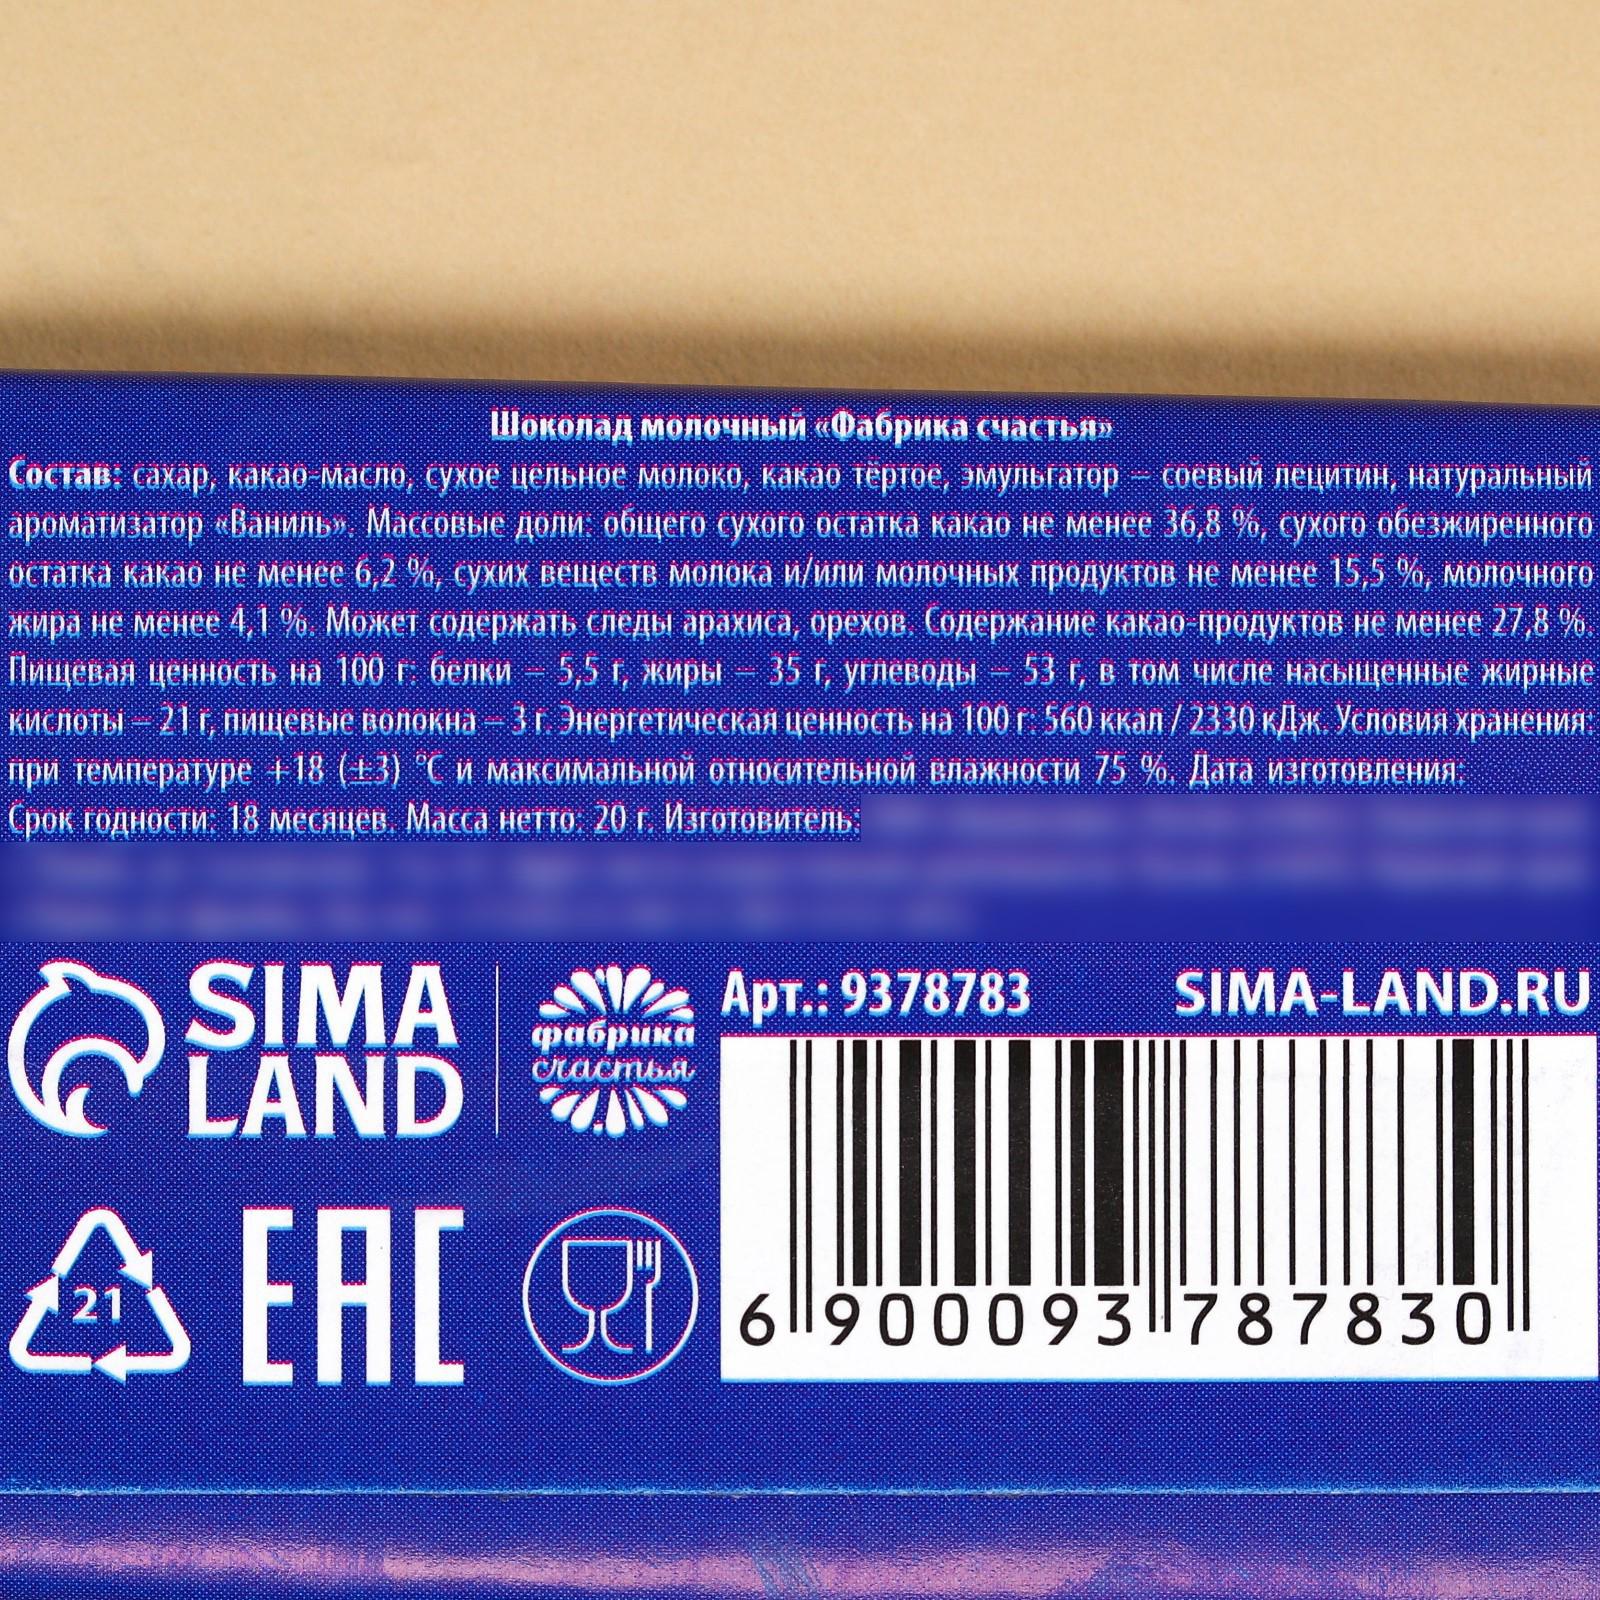 Шоколад молочный «Фабрика счастья»
Состав: сахар, какао-масло, сухое цельное молоко, какао тёртое, эмульгатор – соевый лецитин, натуральный
ароматизатор «Ваниль». Массовые доли: общего сухого остатка какао не менее 36,8 %, сухого обезжиренного
остатка какао не менее 6,2 %, сухих веществ молока и/или молочных продуктов не менее 15,5 %, молочного
жира не менее 4,1 %. Может содержать следы арахиса, орехов. Содержание какао-продуктов не менее 27,8 %.
Пищевая ценность на 100 г: белки – 5,5 г, жиры – 35 г, углеводы – 53 г, в том числе насыщенные жирные
кислоты – 21 г, пищевые волокна – 3 г. Энергетическая ценность на 100 г: 560 ккал / 2330 кДж. Условия хранения:
при температуре +18 (±3) °С и максимальной относительной влажности 75 %. Дата изготовления:
Срок годности: 18 месяцев. Масса нетто: 20 г. Изготовитель:
SIMA
LAND
фабрика
счастья
Арт.: 9378783
SIMA-LAND.RU
21
EAC
6 900093 787830